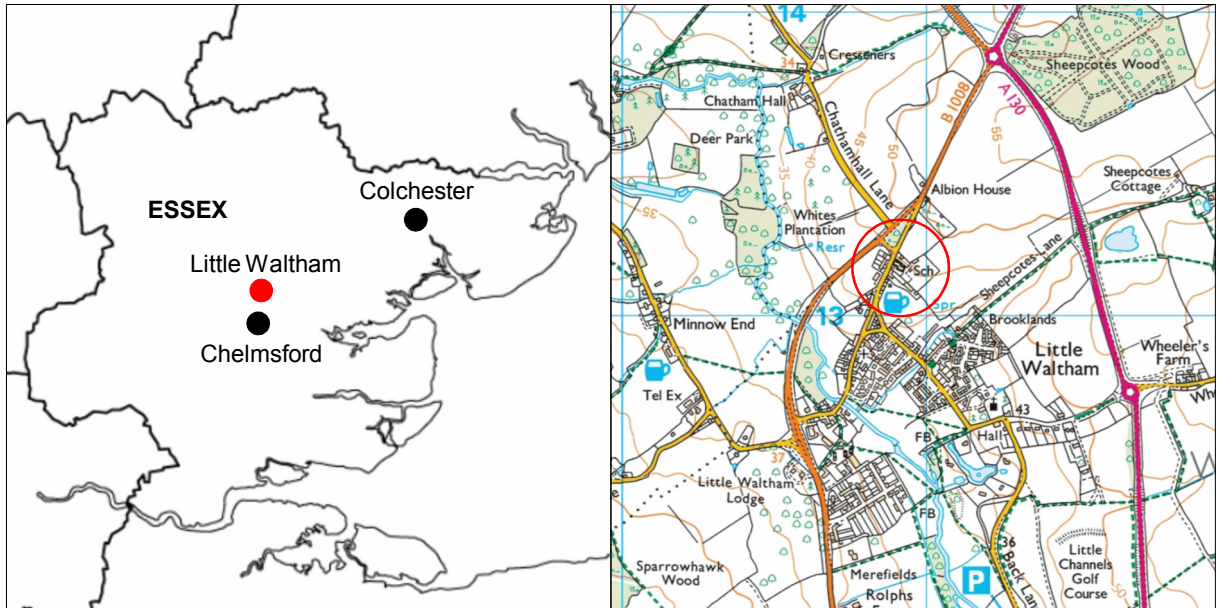 Colchester
ESSEX
Little Waltham
Chelmsford
14
Cressener's
34
Sheepcotes Wood
Chatham Hall
B1008
A130
55
Deer Park
Chathamhall Lane
45
40
50
35
Albion House
Sheepcotes
Cottage
35
Whites
Plantation
Resr
Sch
Sheepcotes Lane
Spr
13
Minnow End
Brooklands
Little
Waltham
Wheeler's
Farm
Tel Ex
43
Hall
FB
37
Little Waltham
Lodge
FB
36
Back Lane
Little
Channels
Golf
Course
Sparrowhawk
Wood
Merefields
Rolphs
P
50